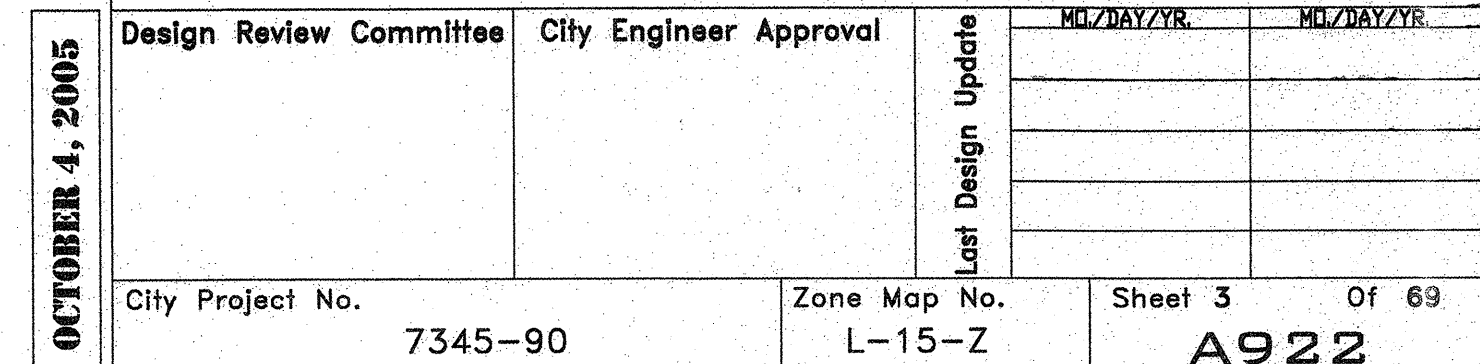 OCTOBER 4, 2005
Design Review Committee
City Engineer Approval
Last Design Update
MO./DAY/YR.
MO./DAY/YR.
City Project No.
7345-90
Zone Map No.
L-15-Z
Sheet 3 Of 69
A922